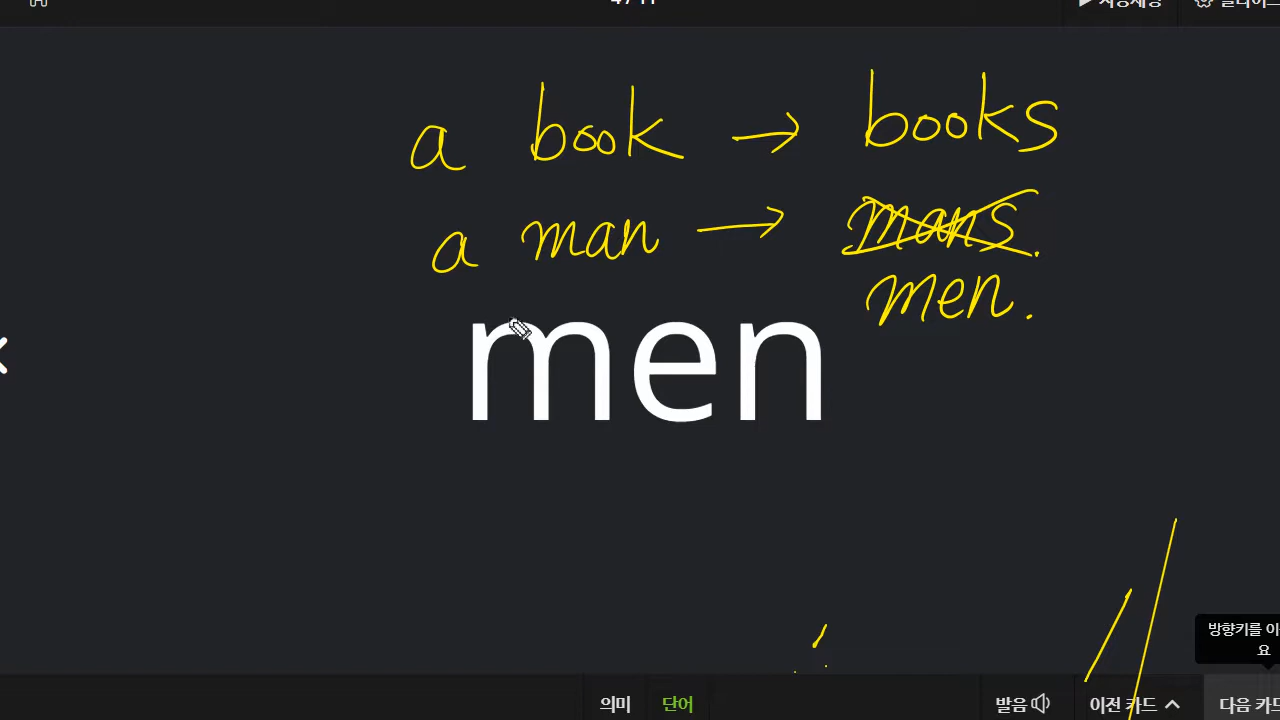 a book → books
a man → mans.
men.
men
방향키를 이
요
의미 단어 발음 이전 카드 다음 카드